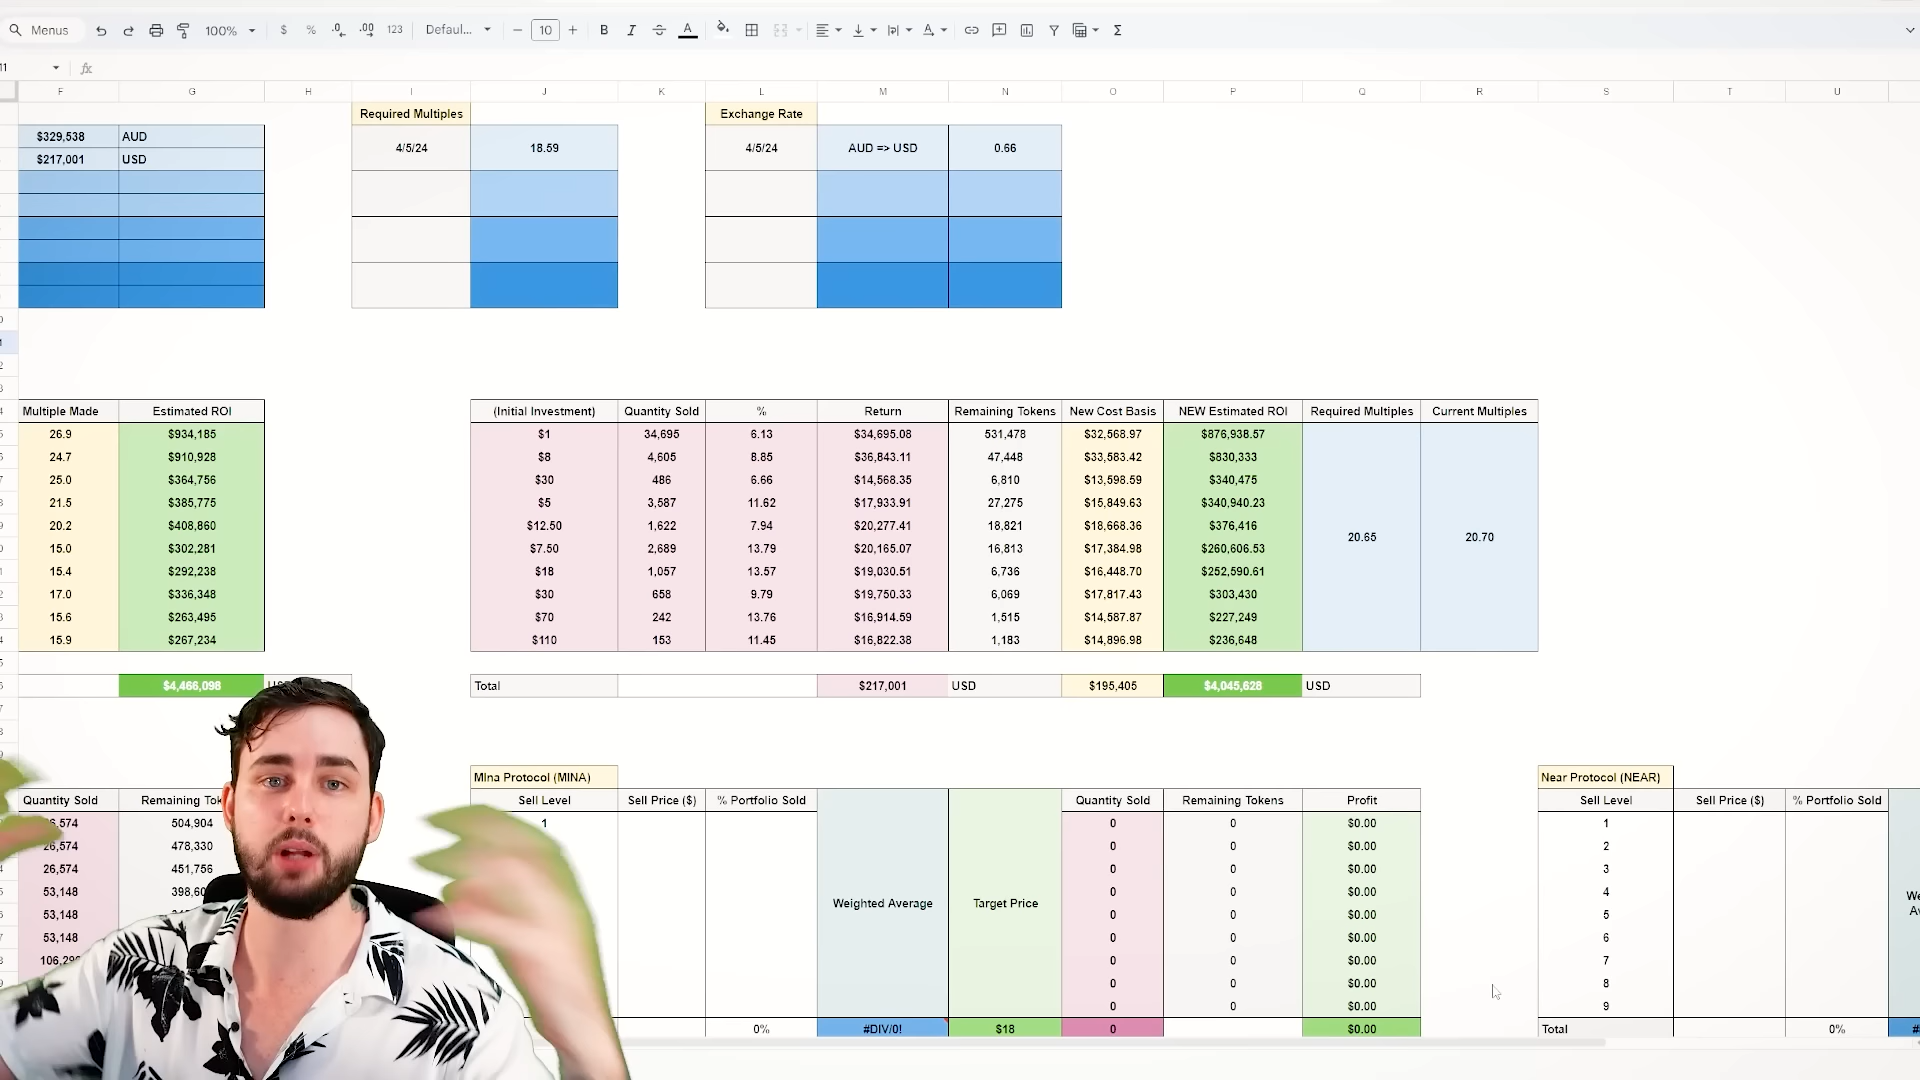 Menus 100% $ % .0 .00 123 Defaul... 10 B I A Σ
11 fx
F G H I J K L M N O P Q R S T U
Required Multiples Exchange Rate
$329,538 AUD
4/5/24 18.59 4/5/24 AUD => USD 0.66
$217,001 USD
Multiple Made Estimated ROI (Initial Investment) Quantity Sold % Return Remaining Tokens New Cost Basis NEW Estimated ROI Required Multiples Current Multiples
26.9 $934,185 $1 34,695 6.13 $34,695.08 531,478 $32,568.97 $876,938.57
24.7 $910,928 $8 4,605 8.85 $36,843.11 47,448 $33,583.42 $830,333
25.0 $364,756 $30 486 6.66 $14,568.35 6,810 $13,598.59 $340,475
21.5 $385,775 $5 3,587 11.62 $17,933.91 27,275 $15,849.63 $340,940.23
20.2 $408,860 $12.50 1,622 7.94 $20,277.41 18,821 $18,668.36 $376,416
20.65 20.70
15.0 $302,281 $7.50 2,689 13.79 $20,165.07 16,813 $17,384.98 $260,606.53
15.4 $292,238 $18 1,057 13.57 $19,030.51 6,736 $16,448.70 $252,590.61
17.0 $336,348 $30 658 9.79 $19,750.33 6,069 $17,817.43 $303,430
15.6 $263,495 $70 242 13.76 $16,914.59 1,515 $14,587.87 $227,249
15.9 $267,234 $110 153 11.45 $16,822.38 1,183 $14,896.98 $236,648
$4,466,098 Total $217,001 USD $195,405 $4,045,628 USD
Mina Protocol (MINA) Near Protocol (NEAR)
Quantity Sold Remaining Tok Sell Level Sell Price ($) % Portfolio Sold Quantity Sold Remaining Tokens Profit Sell Level Sell Price ($) % Portfolio Sold
504,904 1 0 0 $0.00 1
26,574 478,330 0 0 $0.00 2
26,574 451,756 0 0 $0.00 3
53,148 398,60 0 0 $0.00 4
Weighted Average Target Price
53,148 0 0 $0.00 5
53,148 0 0 $0.00 6
106,29 0 0 $0.00 7
0 0 $0.00 8
0 0 $0.00 9
0% #DIV/0! $18 0 $0.00 Total 0%